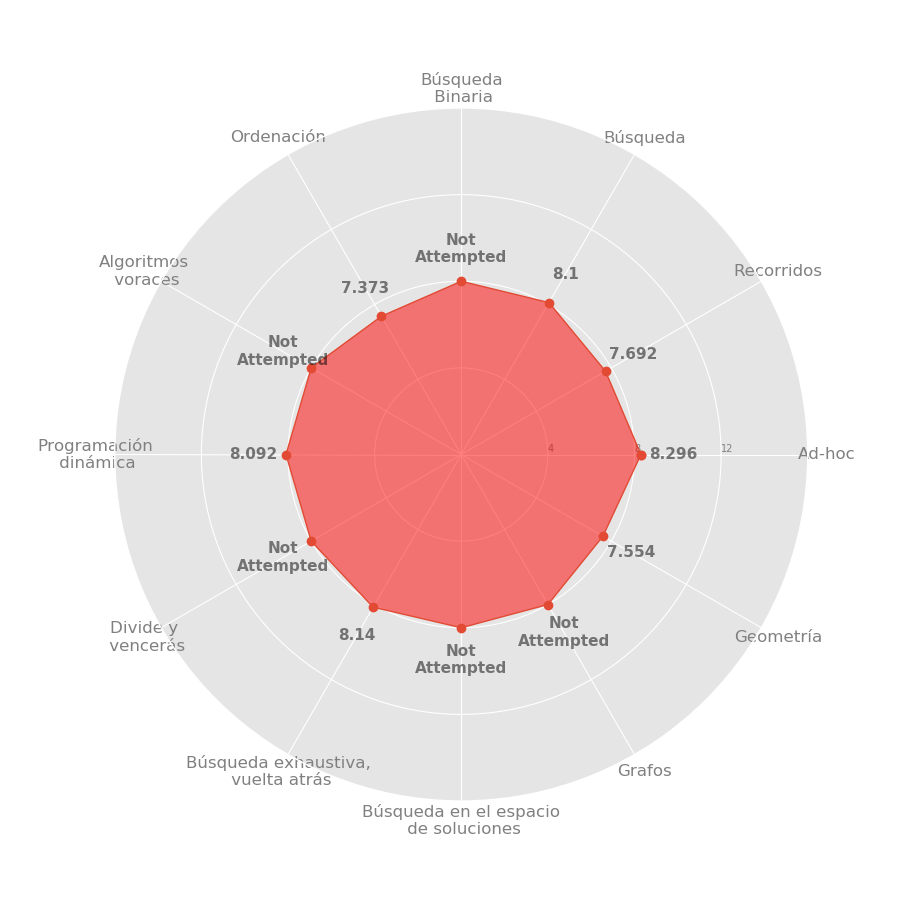 Búsqueda
Binaria
Ordenación
Búsqueda
Not
Attempted
Algoritmos
voraces
Recorridos
8.1
7.373
Not
Attempted
7.692
Programación
dinámica
8.092
4
8
12
8.296
Ad-hoc
Not
Attempted
7.554
Divide y
vencerás
8.14
Not
Attempted
Not
Attempted
Geometría
Búsqueda exhaustiva,
vuelta atrás
Grafos
Búsqueda en el espacio
de soluciones